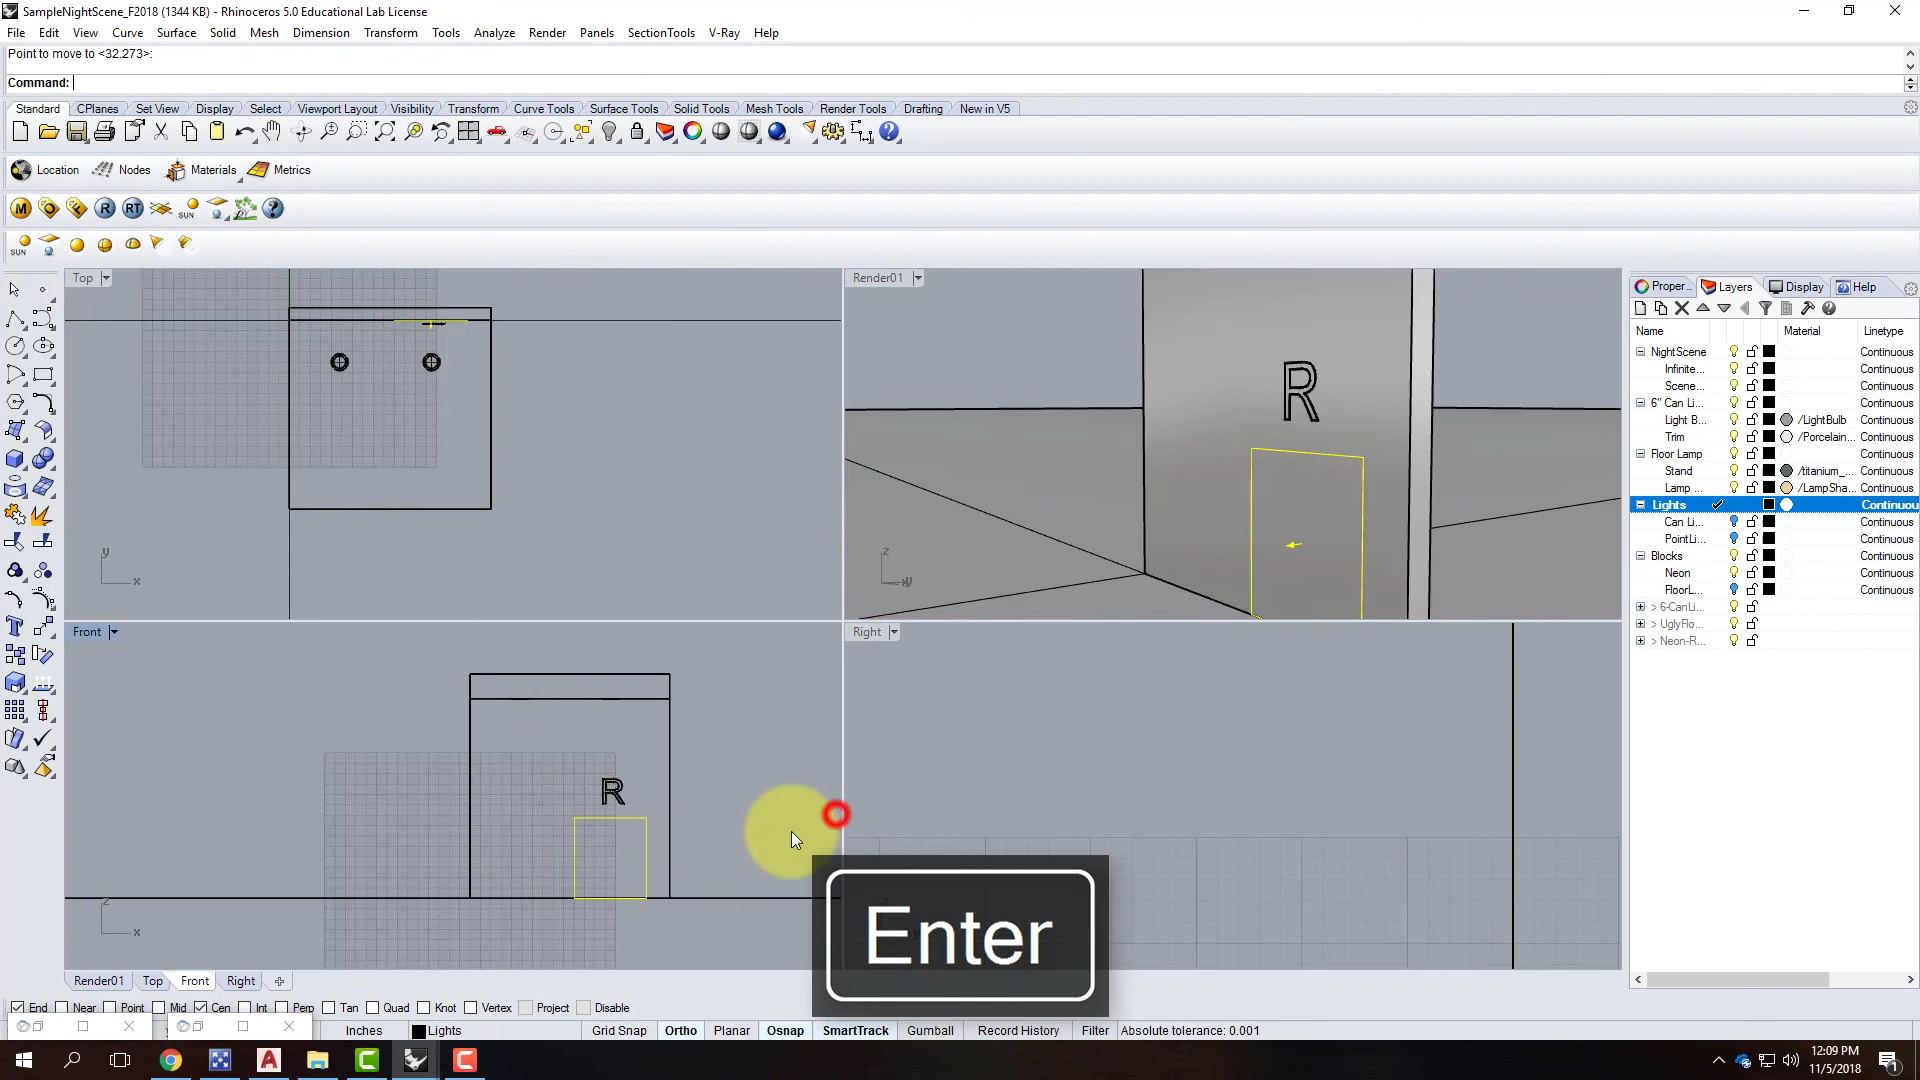 SampleNightScene_F2018 (1344 KB) - Rhinoceros 5.0 Educational Lab License
File Edit View Curve Surface Solid Mesh Dimension Transform Tools Analyze Render Panels SectionTools V-Ray Help
Point to move to <32.273>:
Command:
Standard CPlanes Set View Display Select Viewport Layout Visibility Transform Curve Tools Surface Tools Solid Tools Mesh Tools Render Tools Drafting New in V5
Location Nodes Materials Metrics
M O F R RT SUN
SUN
Top Render01 Proper... Layers Display Help
Name Material Linetype
NightScene Continuous
Infinite... Continuous
Scene... Continuous
6" Can Li... Continuous
Light B... /LightBulb Continuous
Trim /Porcelain... Continuous
Floor Lamp Continuous
Stand /titanium_... Continuous
Lamp ... /LampSha... Continuous
Lights Continuou
Can Li... Continuous
PointLi... Continuous
Blocks Continuous
Neon Continuous
FloorL... Continuous
> 6-CanLi...
> UglyFlo...
> Neon-R...
R
y x
z
Front Right
R
z x
Enter
Render01 Top Front Right
End Near Point Mid Cen Int Perp Tan Quad Knot Vertex Project Disable
Inches Lights Grid Snap Ortho Planar Osnap SmartTrack Gumball Record History Filter Absolute tolerance: 0.001
12:09 PM
11/5/2018
1